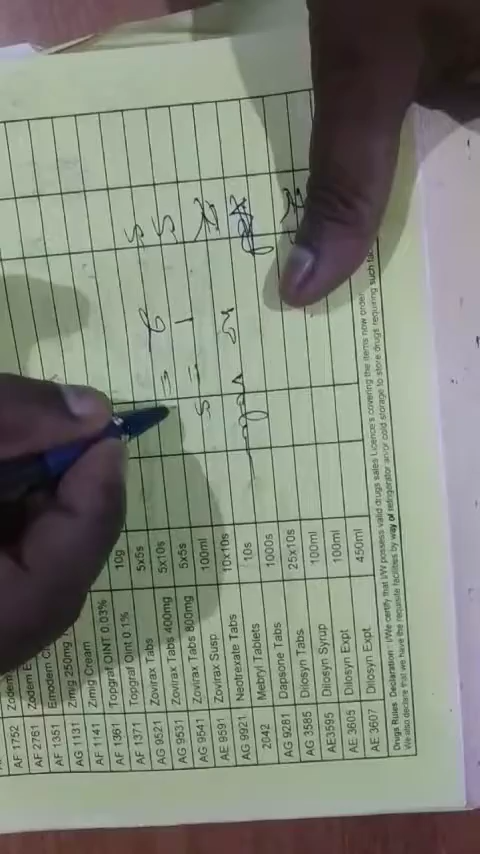 AF 1752 Zodem
AF 2761 Zodem E
AF 1351 Emodern C
AG 1131 Zimig 250mg
AF 1141 Zimig Cream
AF 1361 Topgraf OINT 0.03% 10g
AF 1371 Topgraf Oint 0.1%
AG 9521 Zovirax Tabs 5x5s
AG 9531 Zovirax Tabs 400mg 5x10s
AG 9541 Zovirax Tabs 800mg 5x5s
AE 9591 Zovirax Susp 100ml
AG 9921 Neotrexate Tabs 10x10s
2042 Mebryl Tablets 10s
AG 9281 Dapsone Tabs 1000s
AG 3585 Dilosyn Tabs 25x10s
AE3595 Dilosyn Syrup 100ml
AE 3605 Dilosyn Expt 100ml
AE 3607 Dilosyn Expt 450ml
Drugs Rules Declaration : I/We certify that I/W possess valid drugs sales Licence's covering the items now order
We also declare that we have the requisite facilities by way of refrigerator an/or cold storage to store drugs requiring such fac